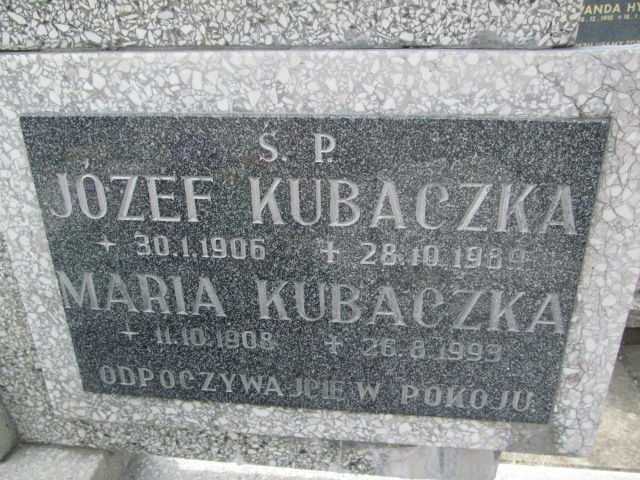 Ś. P.
JÓZEF KUBACZKA
+ 30.1.1906 + 28.10.1989
MARIA KUBACZKA
+ 11.10.1908 + 26.8.1993
ODPOCZYWAJCIE W POKOJU